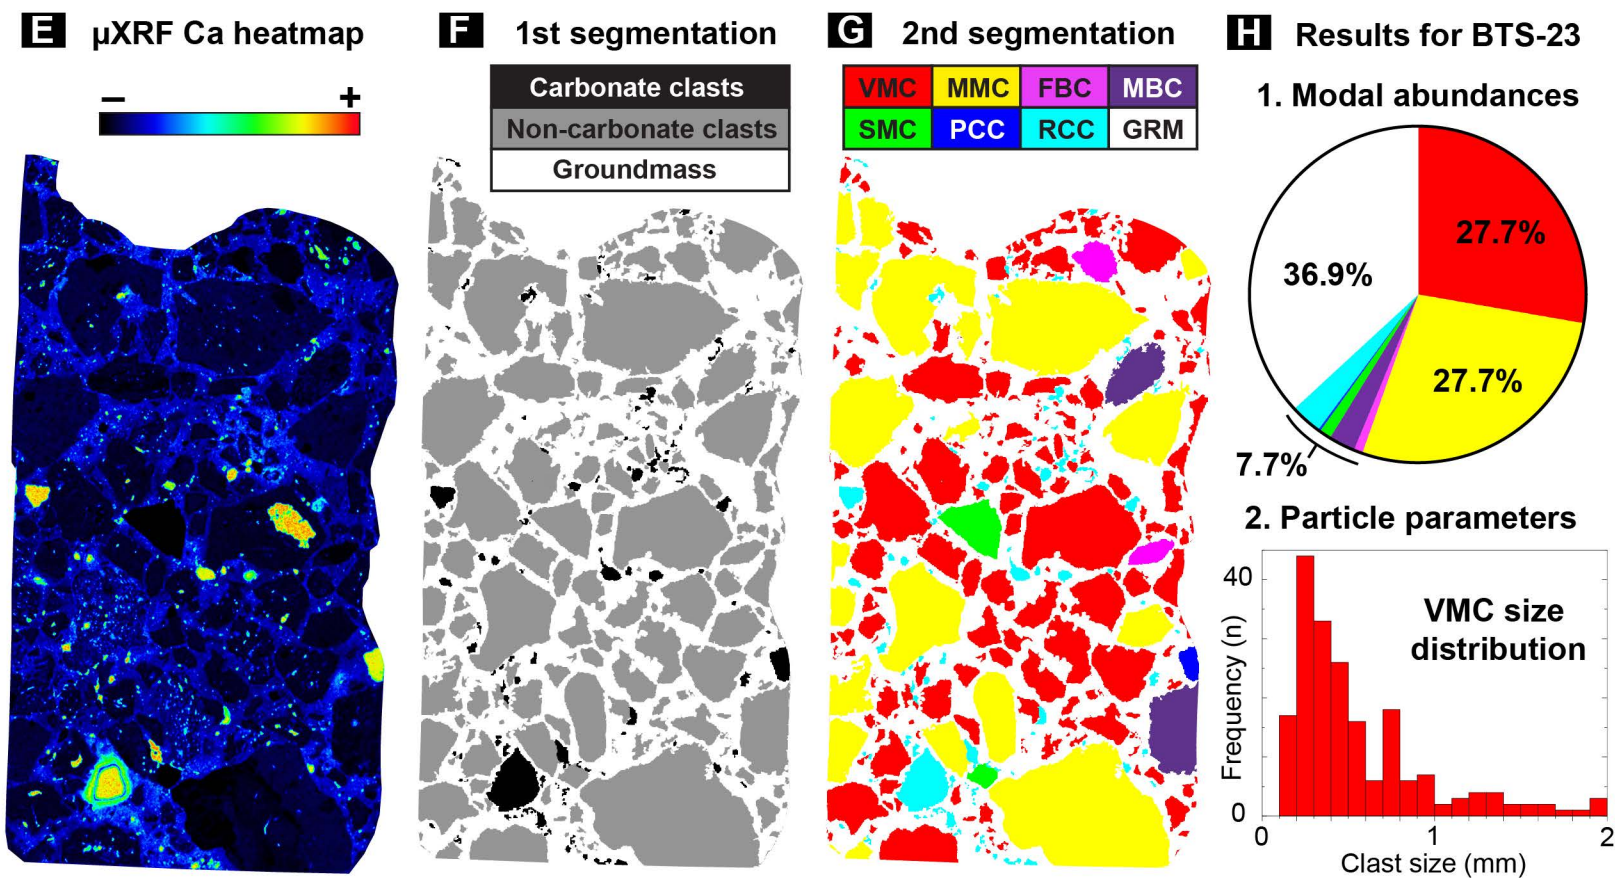 E µXRF Ca heatmap
− +
F 1st segmentation
Carbonate clasts
Non-carbonate clasts
Groundmass
G 2nd segmentation
VMC MMC FBC MBC
SMC PCC RCC GRM
H Results for BTS-23
1. Modal abundances
27.7%
36.9%
27.7%
7.7%
2. Particle parameters
VMC size
distribution
Frequency (n)
40
0
0 1 2
Clast size (mm)